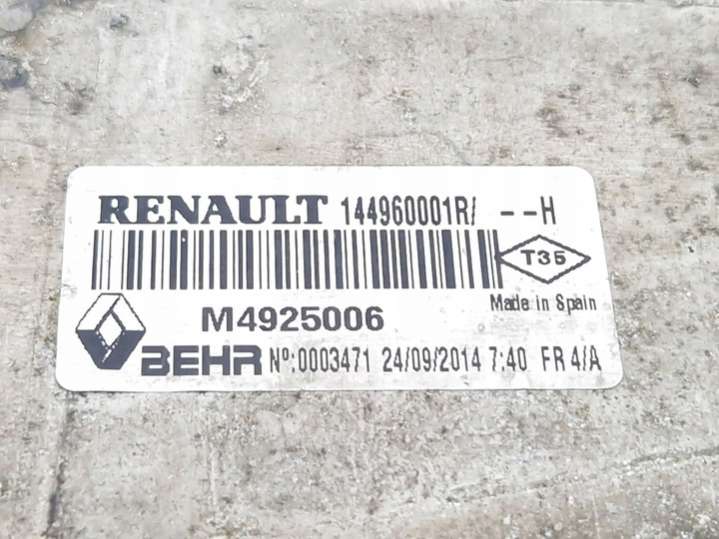 RENAULT 144960001R/ --H
T35
Made in Spain
M4925006
BEHR Nº:0003471 24/09/2014 7:40 FR 4/A